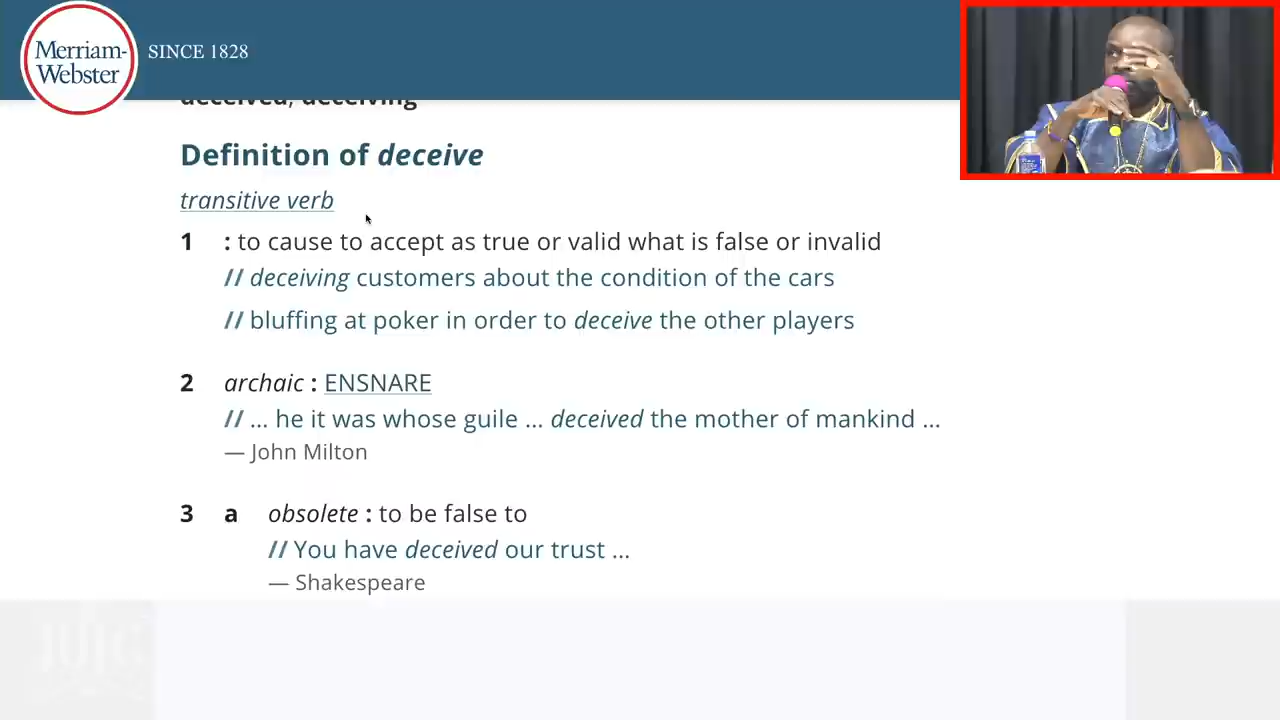 Merriam-
Webster
SINCE 1828
deceived; deceiving
Definition of deceive
transitive verb
1 : to cause to accept as true or valid what is false or invalid
// deceiving customers about the condition of the cars
// bluffing at poker in order to deceive the other players
2 archaic : ENSNARE
// ... he it was whose guile ... deceived the mother of mankind ...
— John Milton
3 a obsolete : to be false to
// You have deceived our trust ...
— Shakespeare